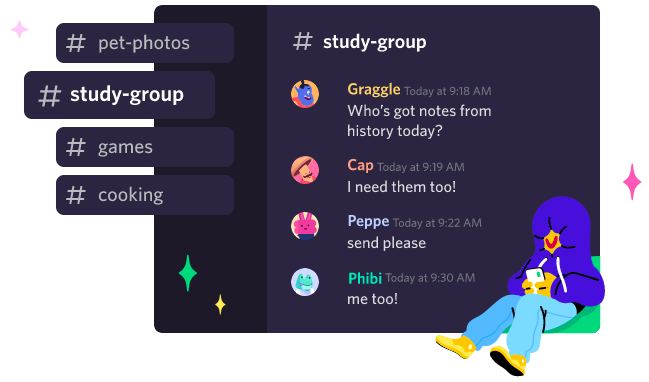 # pet-photos
# study-group
# games
# cooking
# study-group
Graggle Today at 9:18 AM
Who's got notes from
history today?
Cap Today at 9:19 AM
I need them too!
Peppe Today at 9:22 AM
send please
Phibi Today at 9:30 AM
me too!